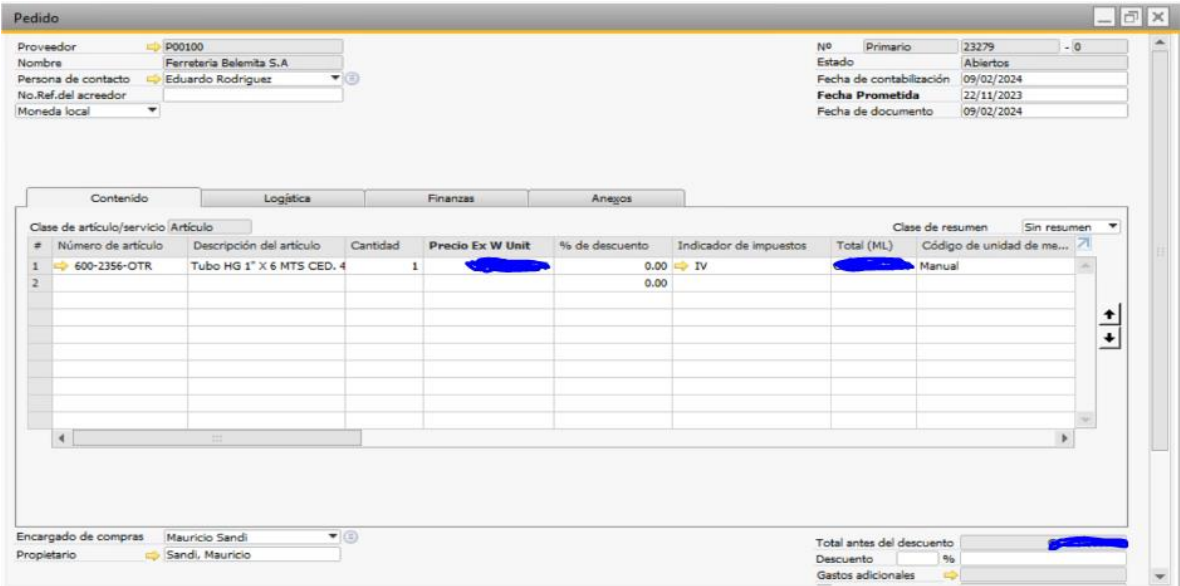 Pedido
Proveedor P00100 Nº Primario 23279 - 0
Nombre Ferreteria Belemita S.A Estado Abiertos
Persona de contacto Eduardo Rodriguez Fecha de contabilización 09/02/2024
No.Ref.del acreedor Fecha Prometida 22/11/2023
Moneda local Fecha de documento 09/02/2024
Contenido Logística Finanzas Anexos
Clase de artículo/servicio Artículo Clase de resumen Sin resumen
# Número de artículo Descripción del artículo Cantidad Precio Ex W Unit % de descuento Indicador de impuestos Total (ML) Código de unidad de me...
1 600-2356-OTR Tubo HG 1" X 6 MTS CED. 4 1 0.00 IV Manual
2 0.00
Encargado de compras Mauricio Sandi Total antes del descuento
Propietario Sandi, Mauricio Descuento %
Gastos adicionales